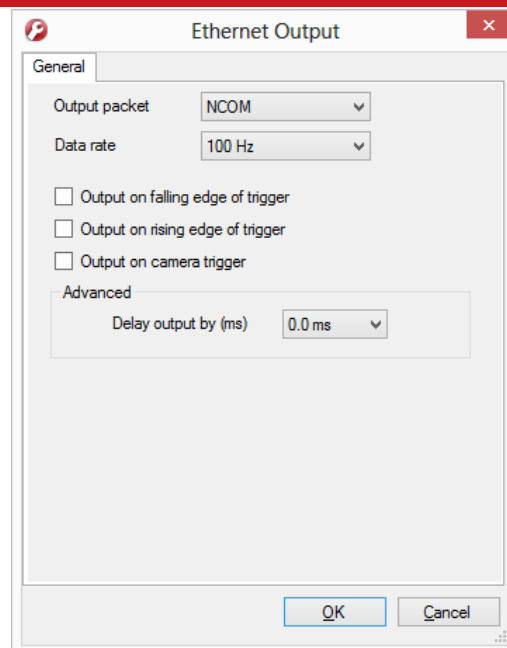 Ethernet Output
General
Output packet NCOM
Data rate 100 Hz
Output on falling edge of trigger
Output on rising edge of trigger
Output on camera trigger
Advanced
Delay output by (ms) 0.0 ms
OK Cancel